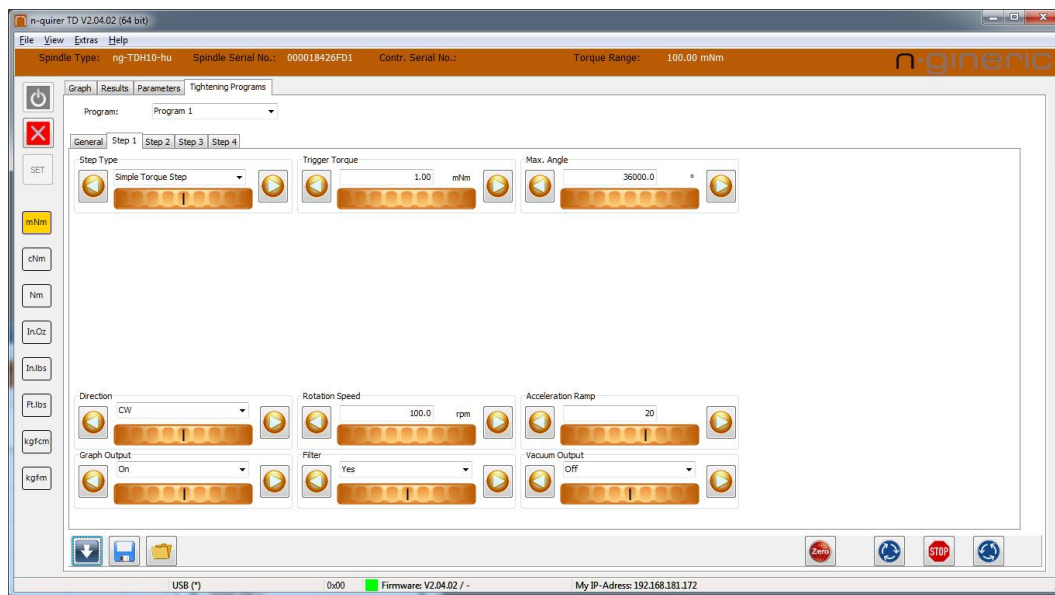 n-quirer TD V2.04.02 (64 bit)
File View Extras Help
Spindle Type: ng-TDH10-hu Spindle Serial No.: 000018426FD1 Contr. Serial No.: Torque Range: 100.00 mNm n-gineric
Graph Results Parameters Tightening Programs
Program: Program 1
General Step 1 Step 2 Step 3 Step 4
Step Type Trigger Torque Max. Angle
Simple Torque Step 1.00 mNm 36000.0 °
SET
mNm
cNm
Nm
In.Oz
In.lbs
Ft.lbs
kgfcm
kgfm
Direction Rotation Speed Acceleration Ramp
CW 100.0 rpm 20
Graph Output Filter Vacuum Output
On Yes Off
Zero STOP
USB (*) 0x00 Firmware: V2.04.02 / - My IP-Adress: 192.168.181.172